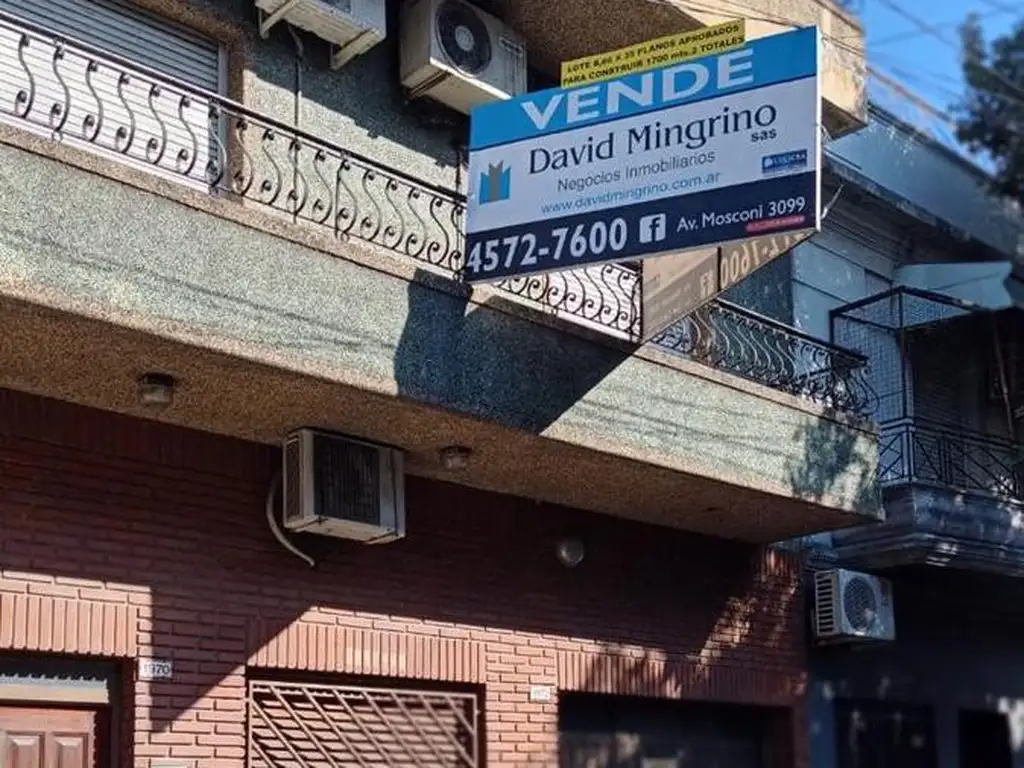 LOTE 8,66 x 35 PLANOS APROBADOS
PARA CONSTRUIR 1700 mts.2 TOTALES
VENDE
David Mingrino
sas
Negocios Inmobiliarios
www.davidmingrino.com.ar
4572-7600 f Av. Mosconi 3099
1970